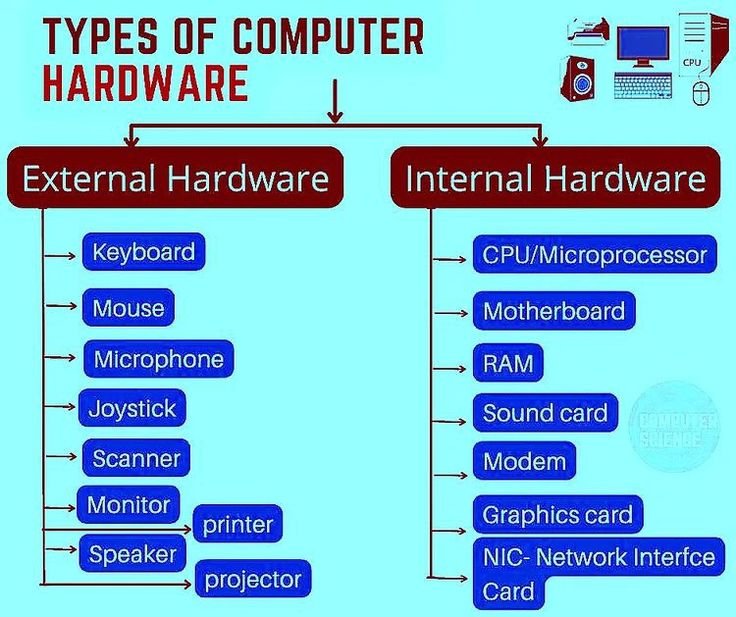 TYPES OF COMPUTER
HARDWARE
CPU
External Hardware
Keyboard
Mouse
Microphone
Joystick
Scanner
Monitor
printer
Speaker
projector
Internal Hardware
CPU/Microprocessor
Motherboard
RAM
Sound card
Modem
Graphics card
NIC- Network Interfce
Card
COMPUTER
SCIENCE